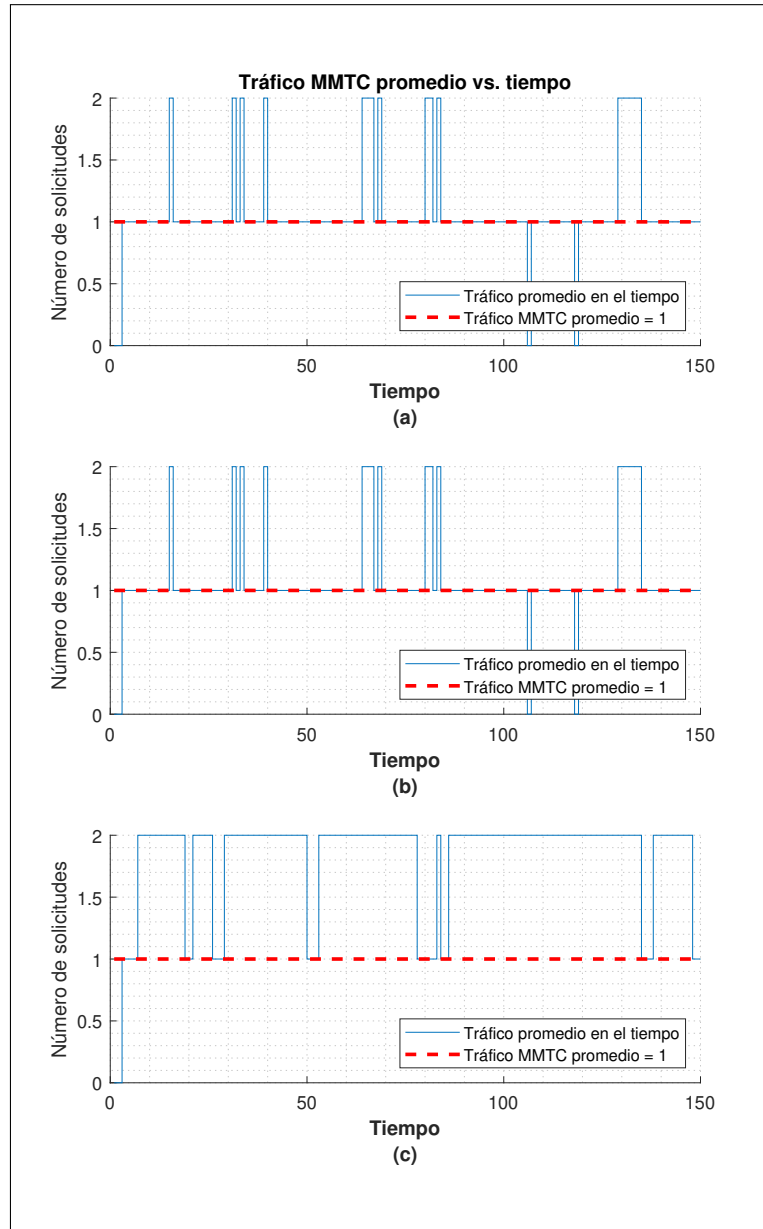 Tráfico MMTC promedio vs. tiempo
Número de solicitudes
2
1.5
1
0.5
0
Tráfico promedio en el tiempo
Tráfico MMTC promedio = 1
0 50 100 150
Tiempo
(a)
Número de solicitudes
2
1.5
1
0.5
0
Tráfico promedio en el tiempo
Tráfico MMTC promedio = 1
0 50 100 150
Tiempo
(b)
Número de solicitudes
2
1.5
1
0.5
0
Tráfico promedio en el tiempo
Tráfico MMTC promedio = 1
0 50 100 150
Tiempo
(c)